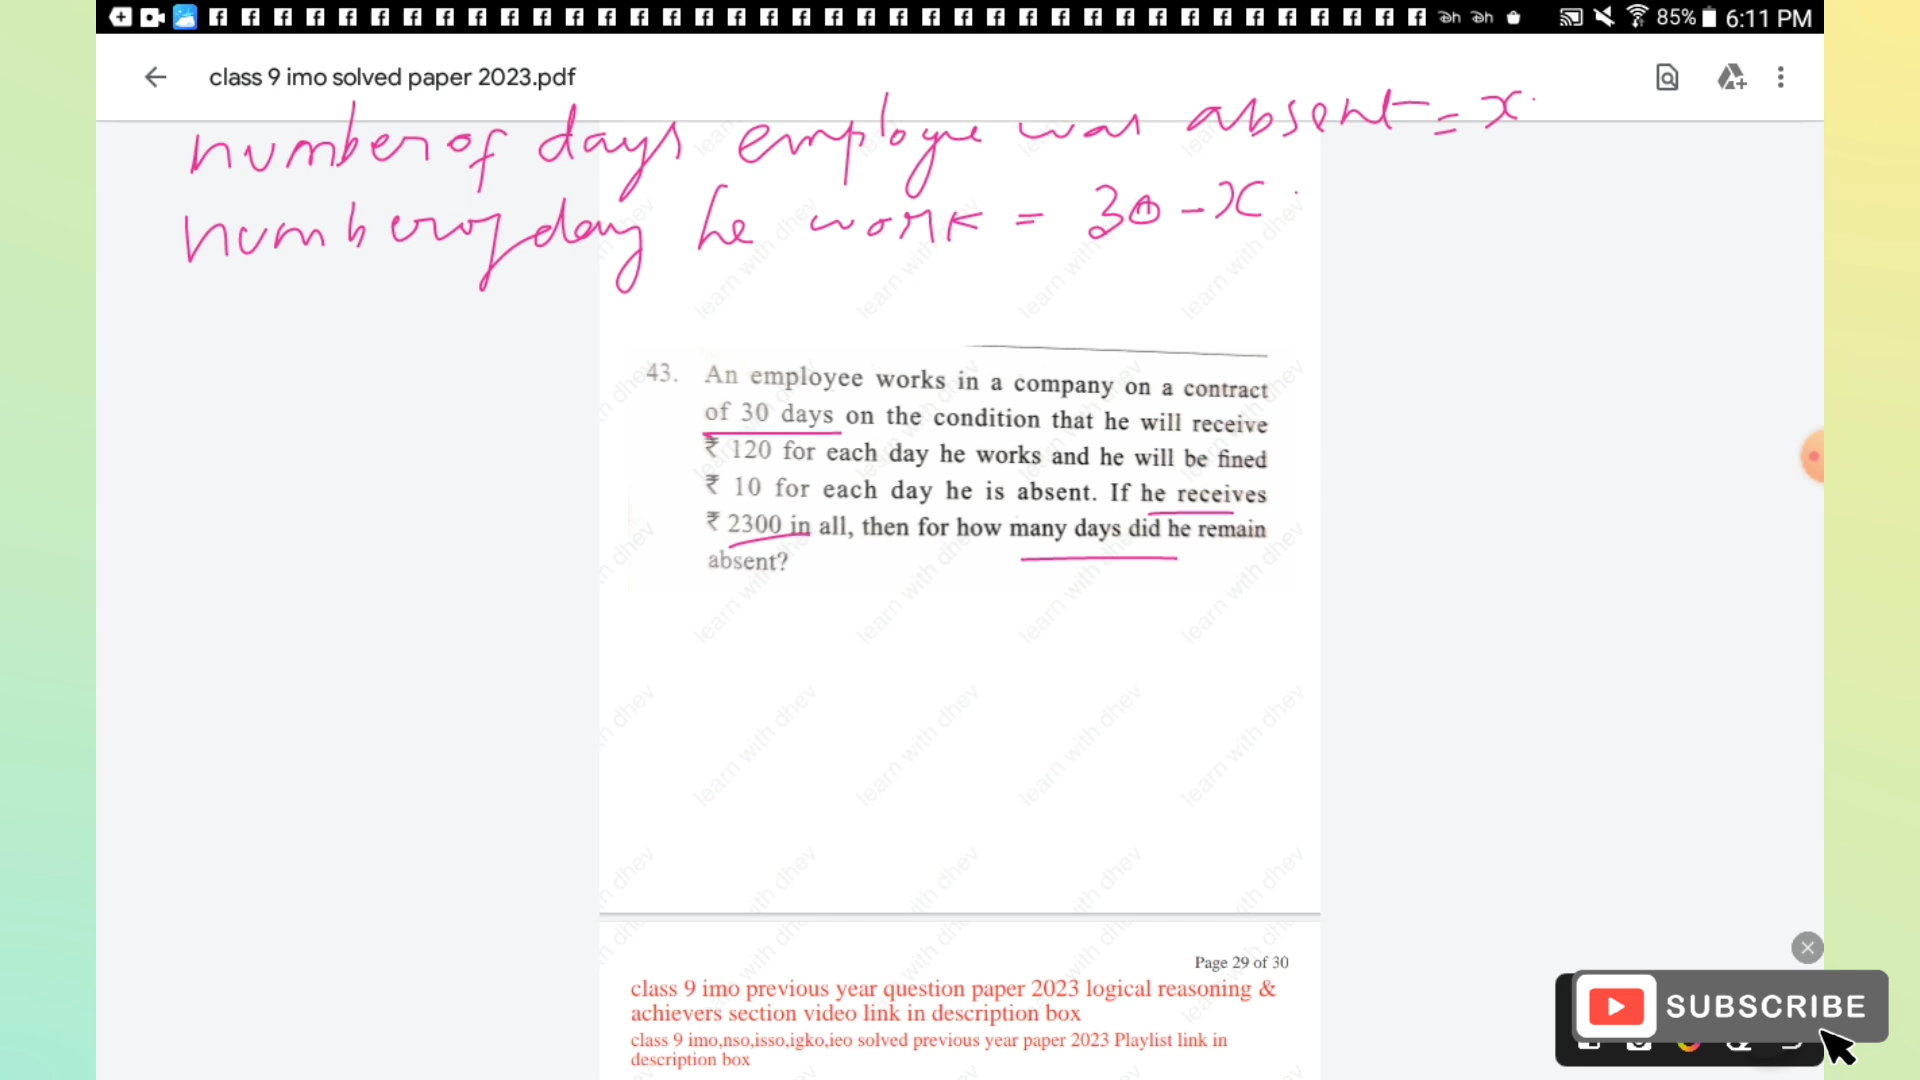 85% 6:11 PM
class 9 imo solved paper 2023.pdf
number of days employe was absent = x
number of day he work = 30 - x
43. An employee works in a company on a contract
of 30 days on the condition that he will receive
₹ 120 for each day he works and he will be fined
₹ 10 for each day he is absent. If he receives
₹ 2300 in all, then for how many days did he remain
absent?
learn with dhev
Page 29 of 30
class 9 imo previous year question paper 2023 logical reasoning &
achievers section video link in description box
class 9 imo,nso,isso,igko,ieo solved previous year paper 2023 Playlist link in
description box
SUBSCRIBE